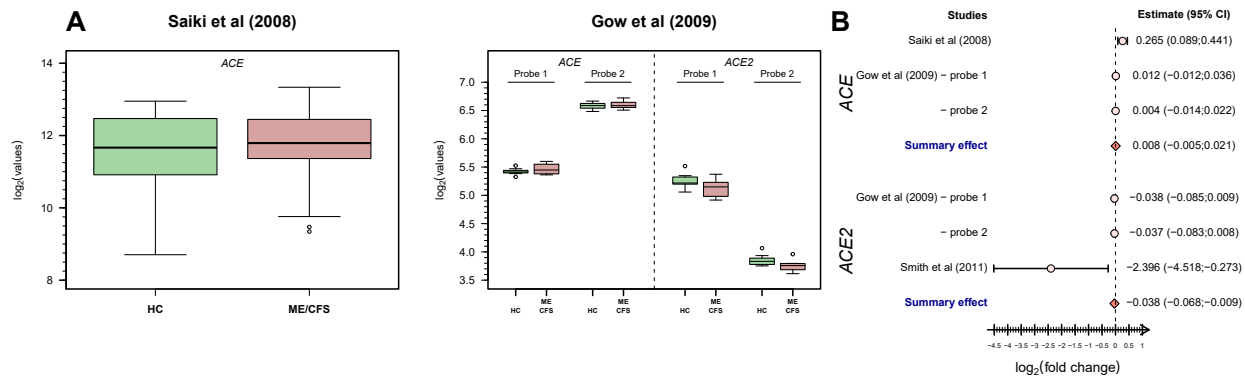 A
Saiki et al (2008)
ACE
log2(values)
14
12
10
8
HC
ME/CFS
Gow et al (2009)
ACE
ACE2
Probe 1
Probe 2
Probe 1
Probe 2
log2(values)
7.0
6.5
6.0
5.5
5.0
4.5
4.0
3.5
HC
ME
CFS
HC
ME
CFS
HC
ME
CFS
HC
ME
CFS
B
Studies
Estimate (95% CI)
ACE
Saiki et al (2008)
0.265 (0.089;0.441)
Gow et al (2009) − probe 1
0.012 (−0.012;0.036)
− probe 2
0.004 (−0.014;0.022)
Summary effect
0.008 (−0.005;0.021)
ACE2
Gow et al (2009) − probe 1
−0.038 (−0.085;0.009)
− probe 2
−0.037 (−0.083;0.008)
Smith et al (2011)
−2.396 (−4.518;−0.273)
Summary effect
−0.038 (−0.068;−0.009)
−4.5 −4 −3.5 −3 −2.5 −2 −1.5 −1 −0.5 0 0.5 1
log2(fold change)